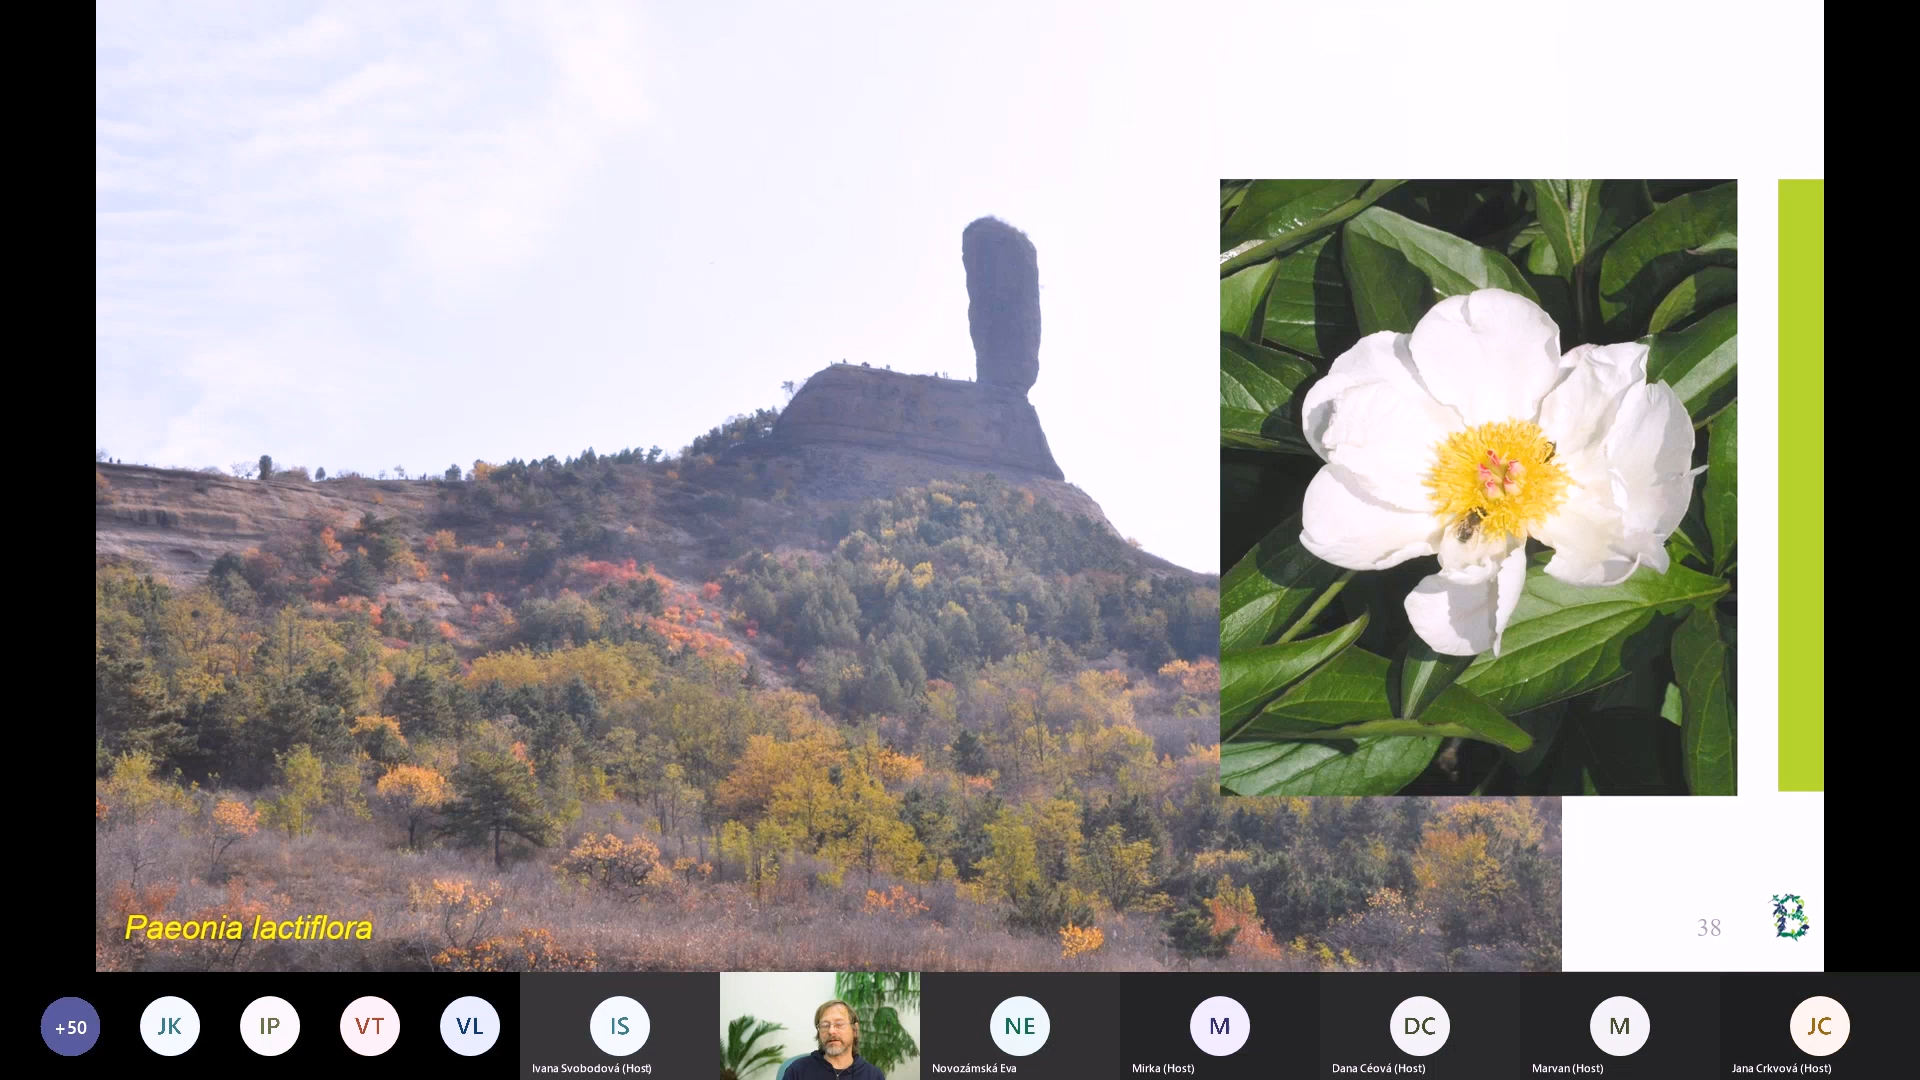 Paeonia lactiflora
38
B
+50
JK
IP
VT
VL
IS
NE
M
DC
M
JC
Ivana Svobodová (Host)
Novozámská Eva
Mirka (Host)
Dana Céová (Host)
Marvan (Host)
Jana Crkvová (Host)